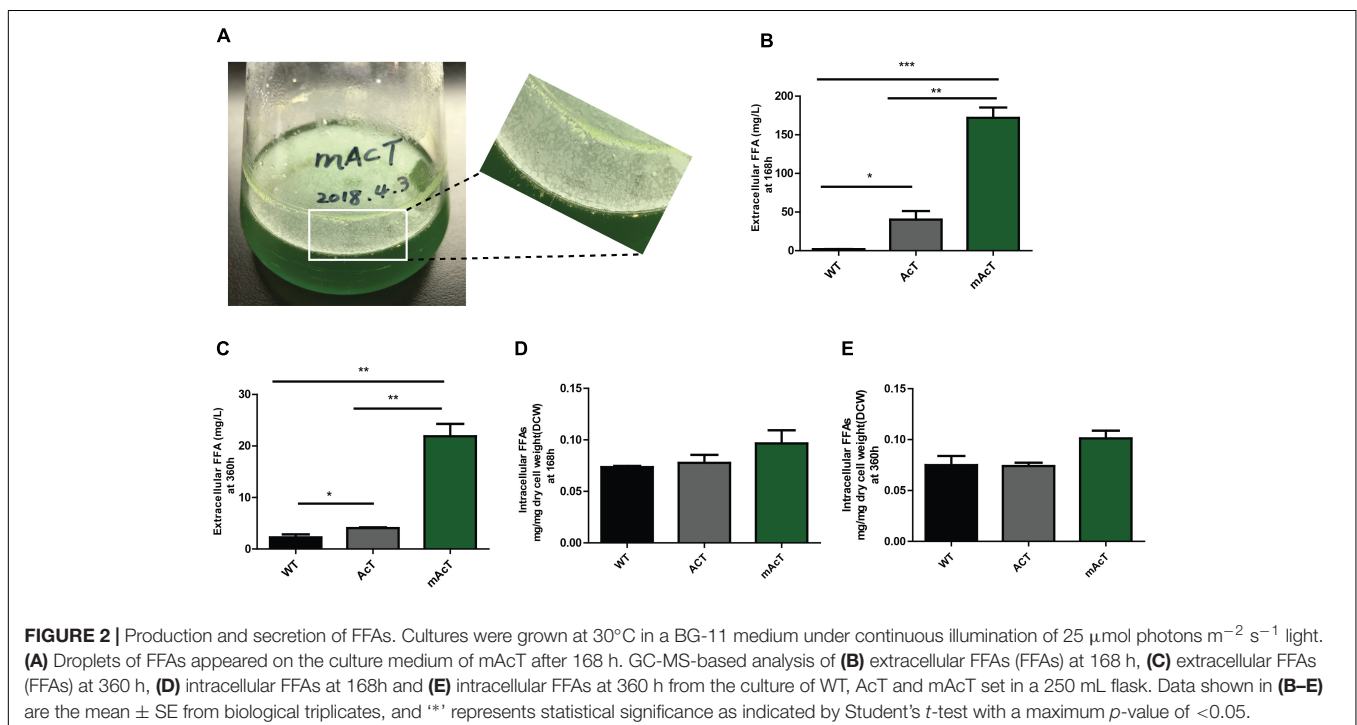 A
mAcT
2018.4.3
B
***
**
*
Extracellular FFA (mg/L)
at 168h
200
150
100
50
0
WT
AcT
mAcT
C
**
**
*
Extracellular FFA (mg/L)
at 360h
30
20
10
0
WT
AcT
mAcT
D
Intracellular FFAs
mg/mg dry cell weight(DCW)
at 168h
0.15
0.10
0.05
0.00
WT
ACT
mAcT
E
Intracellular FFAs
mg/mg dry cell weight(DCW)
at 360h
0.15
0.10
0.05
0.00
WT
ACT
mAcT
FIGURE 2 | Production and secretion of FFAs. Cultures were grown at 30°C in a BG-11 medium under continuous illumination of 25 μmol photons m−2 s−1 light.
(A) Droplets of FFAs appeared on the culture medium of mAcT after 168 h. GC-MS-based analysis of (B) extracellular FFAs (FFAs) at 168 h, (C) extracellular FFAs
(FFAs) at 360 h, (D) intracellular FFAs at 168h and (E) intracellular FFAs at 360 h from the culture of WT, AcT and mAcT set in a 250 mL flask. Data shown in (B–E)
are the mean ± SE from biological triplicates, and ‘*’ represents statistical significance as indicated by Student’s t-test with a maximum p-value of <0.05.